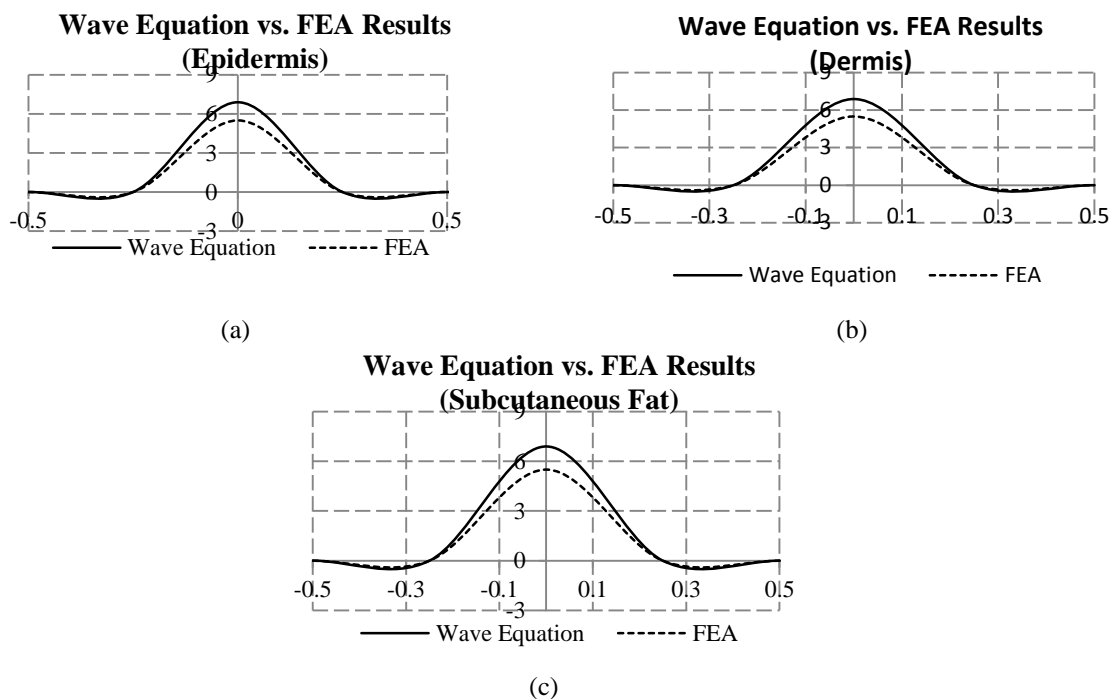 Wave Equation vs. FEA Results
(Epidermis)
9
6
3
0
-3
-0.5
0
0.5
Wave Equation
FEA
(a)
Wave Equation vs. FEA Results
(Dermis)
9
6
3
0
-3
-0.5
-0.3
-0.1
0.1
0.3
0.5
Wave Equation
FEA
(b)
Wave Equation vs. FEA Results
(Subcutaneous Fat)
9
6
3
0
-3
-0.5
-0.3
-0.1
0.1
0.3
0.5
Wave Equation
FEA
(c)